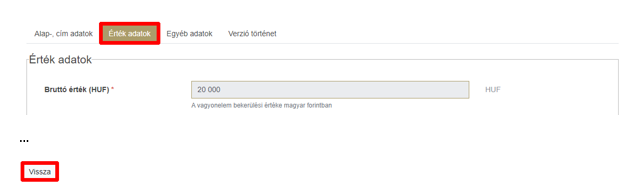 Alap-, cím adatok Érték adatok Egyéb adatok Verzió történet
Érték adatok
Bruttó érték (HUF) * 20 000 HUF
A vagyonelem bekerülési értéke magyar forintban
...
Vissza